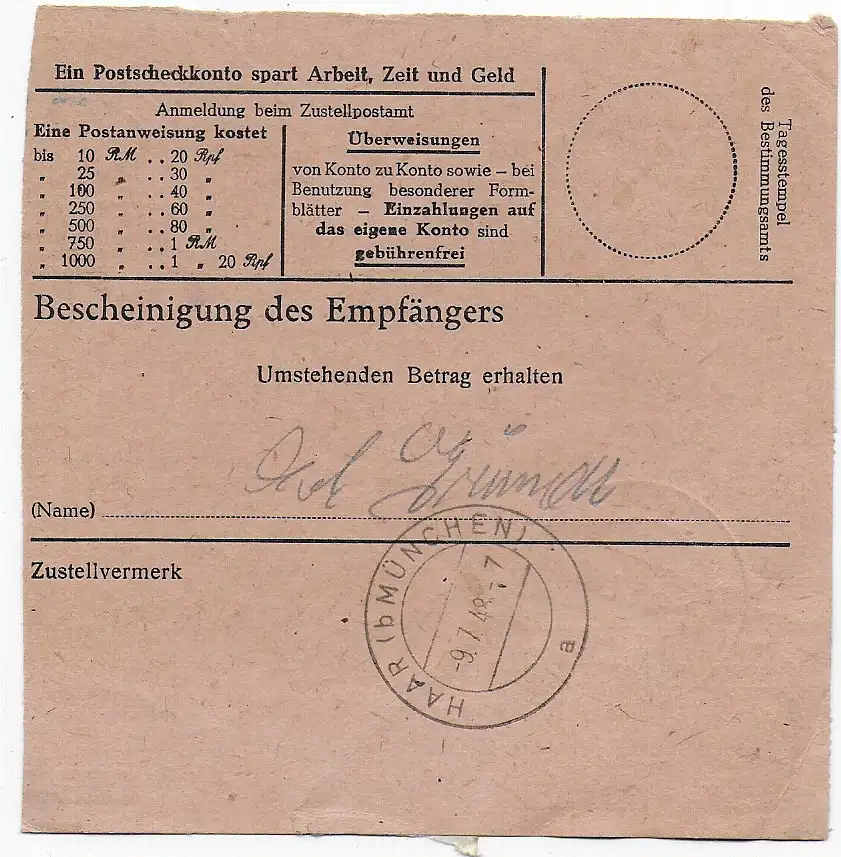 Ein Postscheckkonto spart Arbeit, Zeit und Geld
Anmeldung beim Zustellpostamt
Eine Postanweisung kostet
bis 10 RM . . 20 Rpf
„ 25 „ . . 30 „
„ 100 „ . . 40 „
„ 250 „ . . 60 „
„ 500 „ . . 80 „
„ 750 „ . . 1 RM
„ 1000 „ . . 1 „ 20 Rpf
Überweisungen
von Konto zu Konto sowie – bei
Benutzung besonderer Form-
blätter – Einzahlungen auf
das eigene Konto sind
gebührenfrei
Tagesstempel
des Bestimmungsamts
Bescheinigung des Empfängers
Umstehenden Betrag erhalten
(Name)
Zustellvermerk
HAAR (b MÜNCHEN)
-9.7.48.-7
a